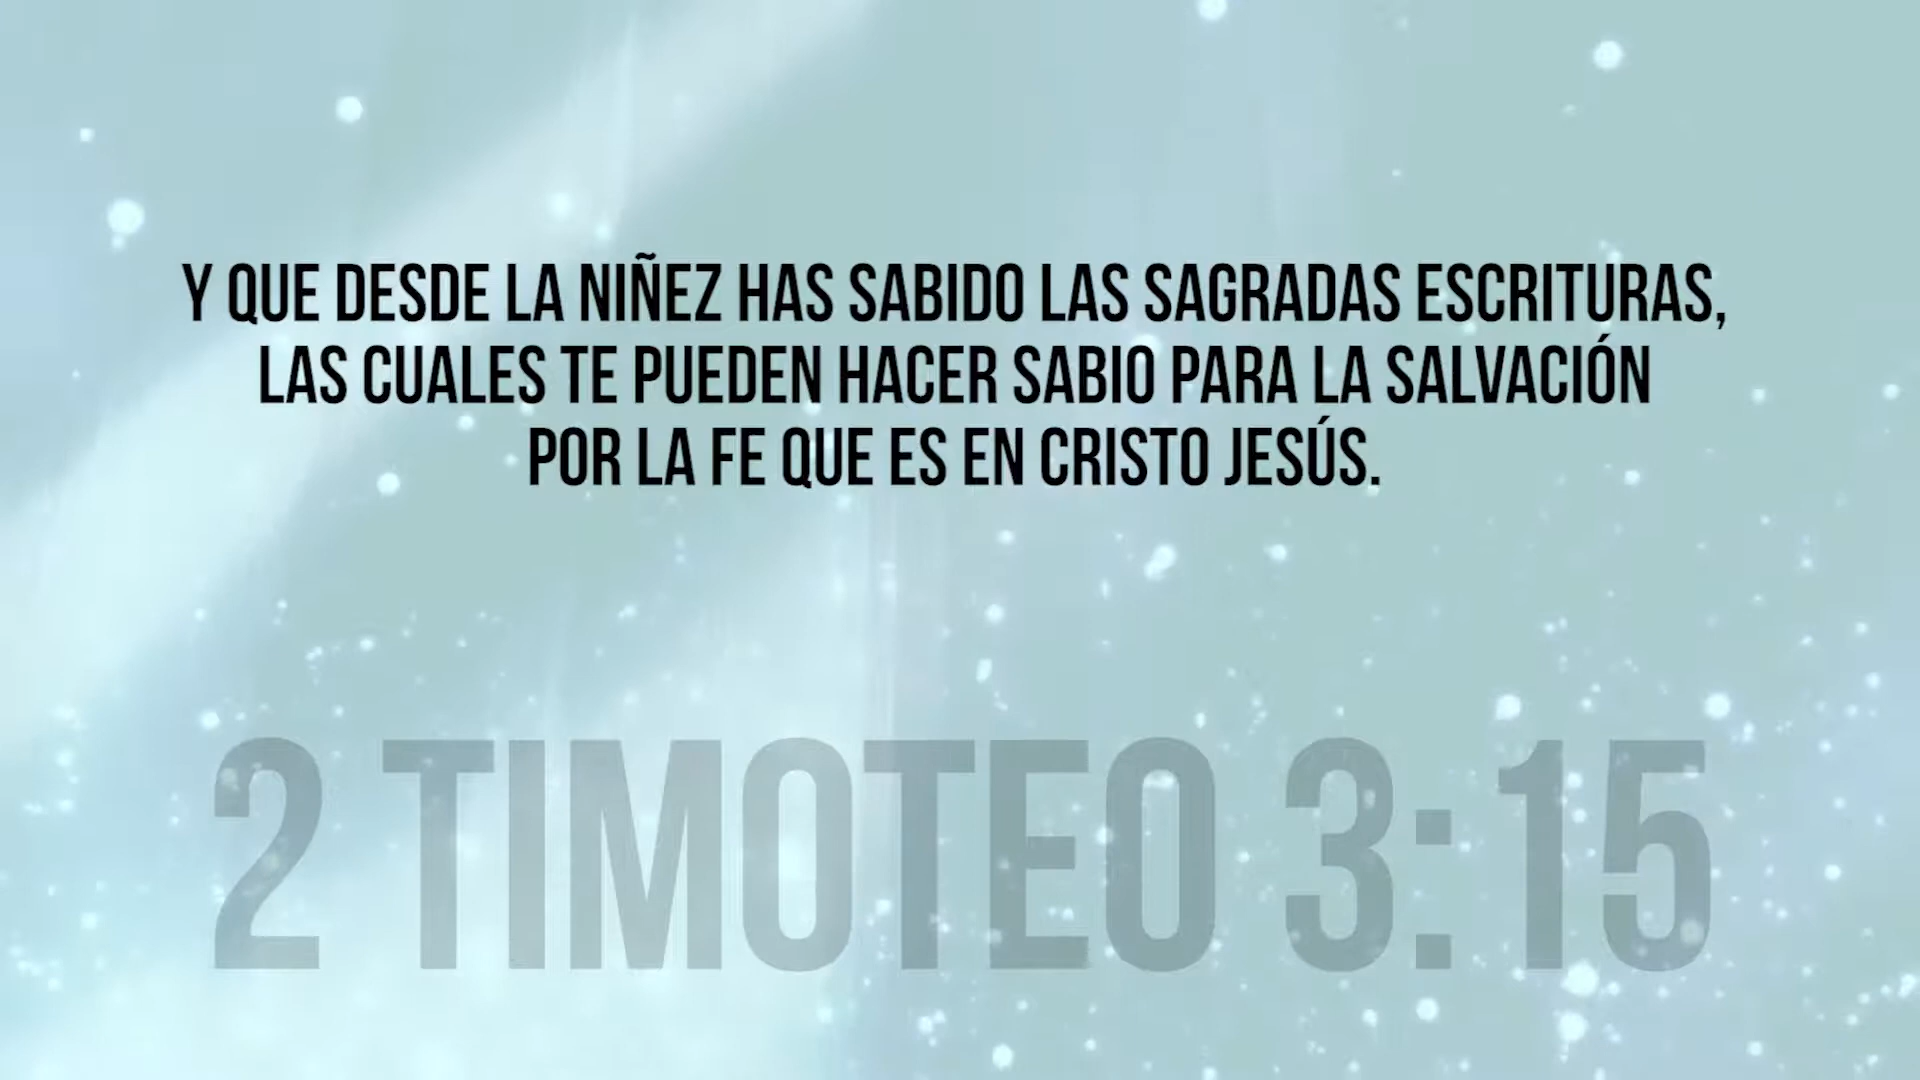 Y QUE DESDE LA NIÑEZ HAS SABIDO LAS SAGRADAS ESCRITURAS,
LAS CUALES TE PUEDEN HACER SABIO PARA LA SALVACIÓN
POR LA FE QUE ES EN CRISTO JESÚS.
2 TIMOTEO 3:15